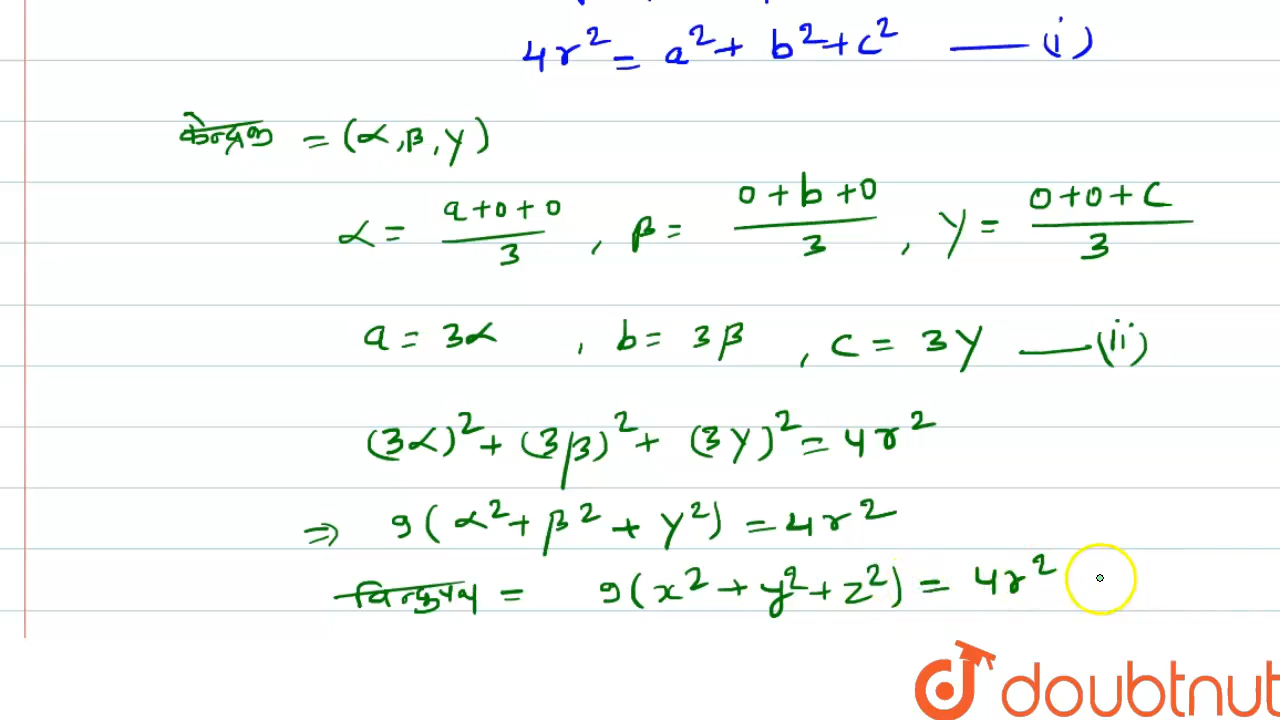 4r² = a² + b² + c² —— (i)
केन्द्रक = (α, β, γ)
α = (a+0+0)/3 , β = (0+b+0)/3 , γ = (0+0+c)/3
a = 3α , b = 3β , c = 3γ —— (ii)
(3α)² + (3β)² + (3γ)² = 4r²
⇒ 9(α² + β² + γ²) = 4r²
बिन्दुपथ = 9(x² + y² + z²) = 4r²
doubtnut